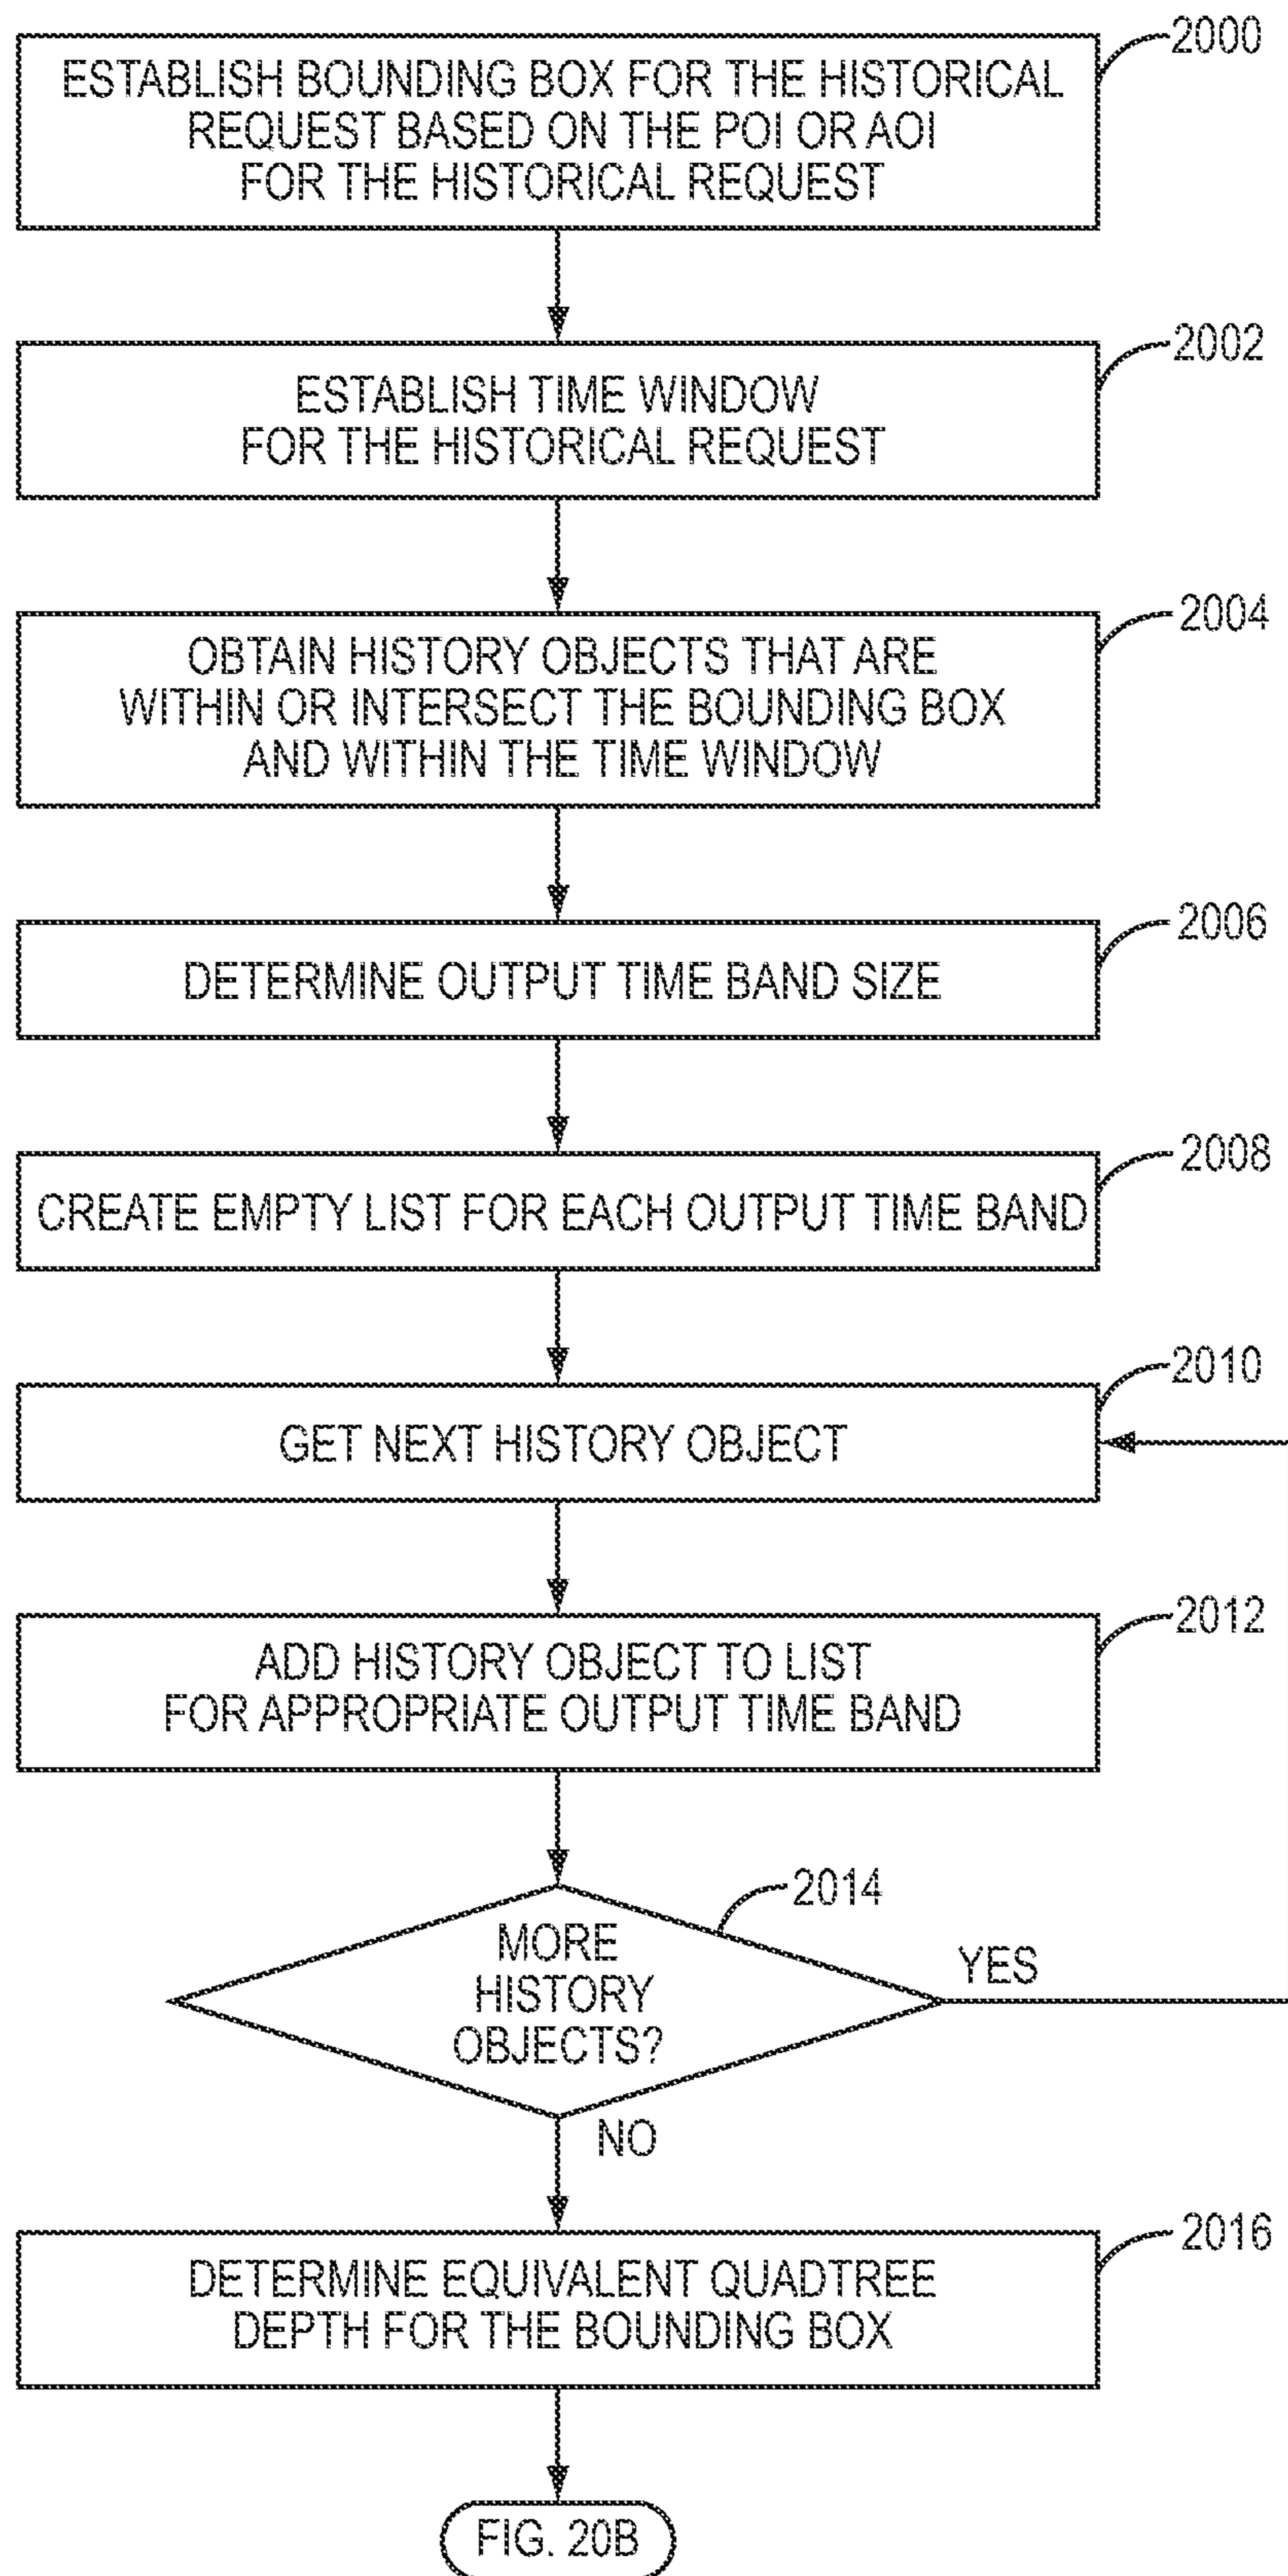 2000
ESTABLISH BOUNDING BOX FOR THE HISTORICAL
REQUEST BASED ON THE POI OR AOI
FOR THE HISTORICAL REQUEST
2002
ESTABLISH TIME WINDOW
FOR THE HISTORICAL REQUEST
2004
OBTAIN HISTORY OBJECTS THAT ARE
WITHIN OR INTERSECT THE BOUNDING BOX
AND WITHIN THE TIME WINDOW
2006
DETERMINE OUTPUT TIME BAND SIZE
2008
CREATE EMPTY LIST FOR EACH OUTPUT TIME BAND
2010
GET NEXT HISTORY OBJECT
2012
ADD HISTORY OBJECT TO LIST
FOR APPROPRIATE OUTPUT TIME BAND
2014
MORE
HISTORY
OBJECTS?
YES
NO
2016
DETERMINE EQUIVALENT QUADTREE
DEPTH FOR THE BOUNDING BOX
FIG. 20B